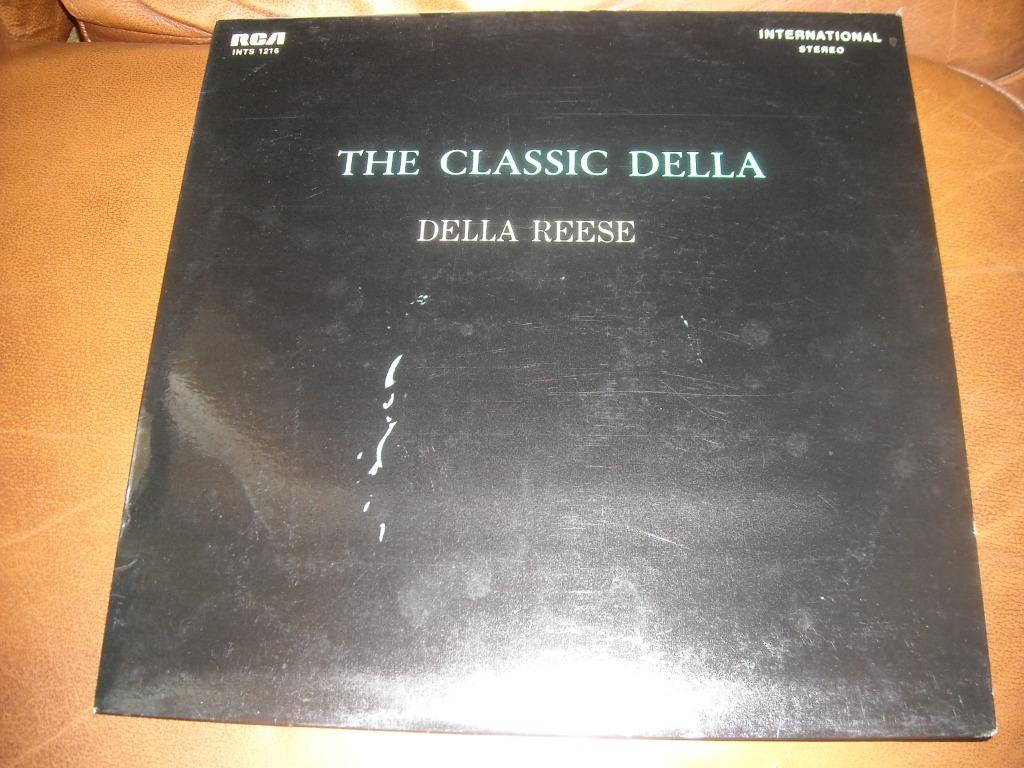 RCA
INTS 1216
INTERNATIONAL
STEREO
THE CLASSIC DELLA
DELLA REESE